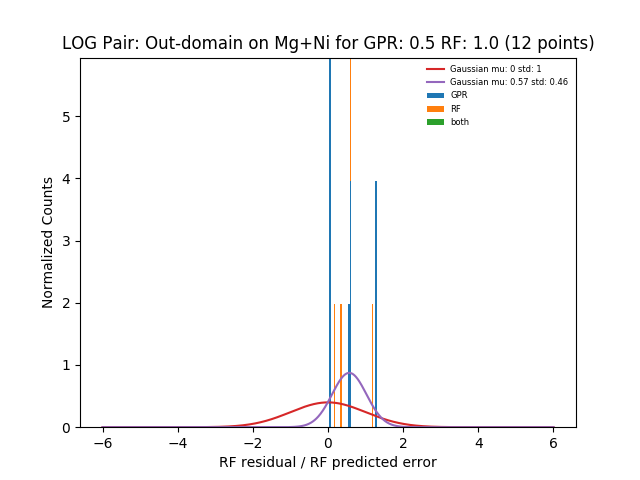 LOG Pair: Out-domain on Mg+Ni for GPR: 0.5 RF: 1.0 (12 points)
Gaussian mu: 0 std: 1
Gaussian mu: 0.57 std: 0.46
GPR
RF
both
Normalized Counts
5
4
3
2
1
0
−6 −4 −2 0 2 4 6
RF residual / RF predicted error